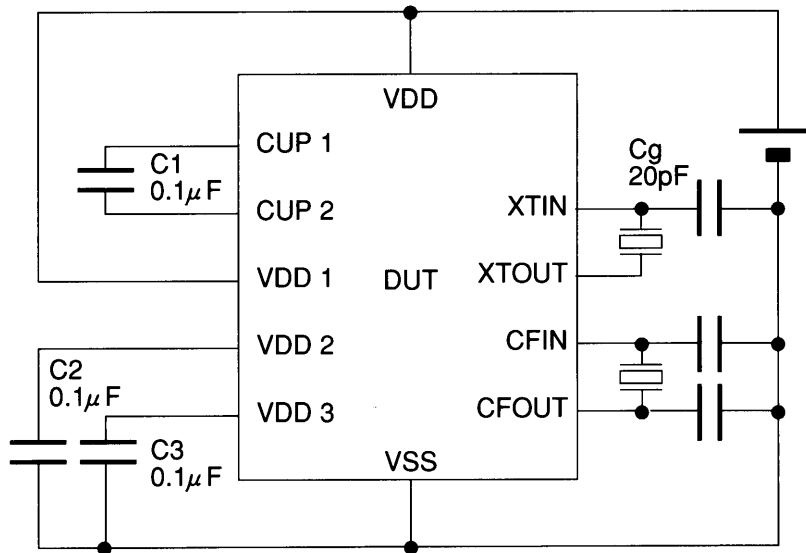 VDD
CUP 1
C1
0.1μF
CUP 2
VDD 1
DUT
C2
0.1μF
VDD 2
VDD 3
C3
0.1μF
VSS
Cg
20pF
XTIN
XTOUT
CFIN
CFOUT